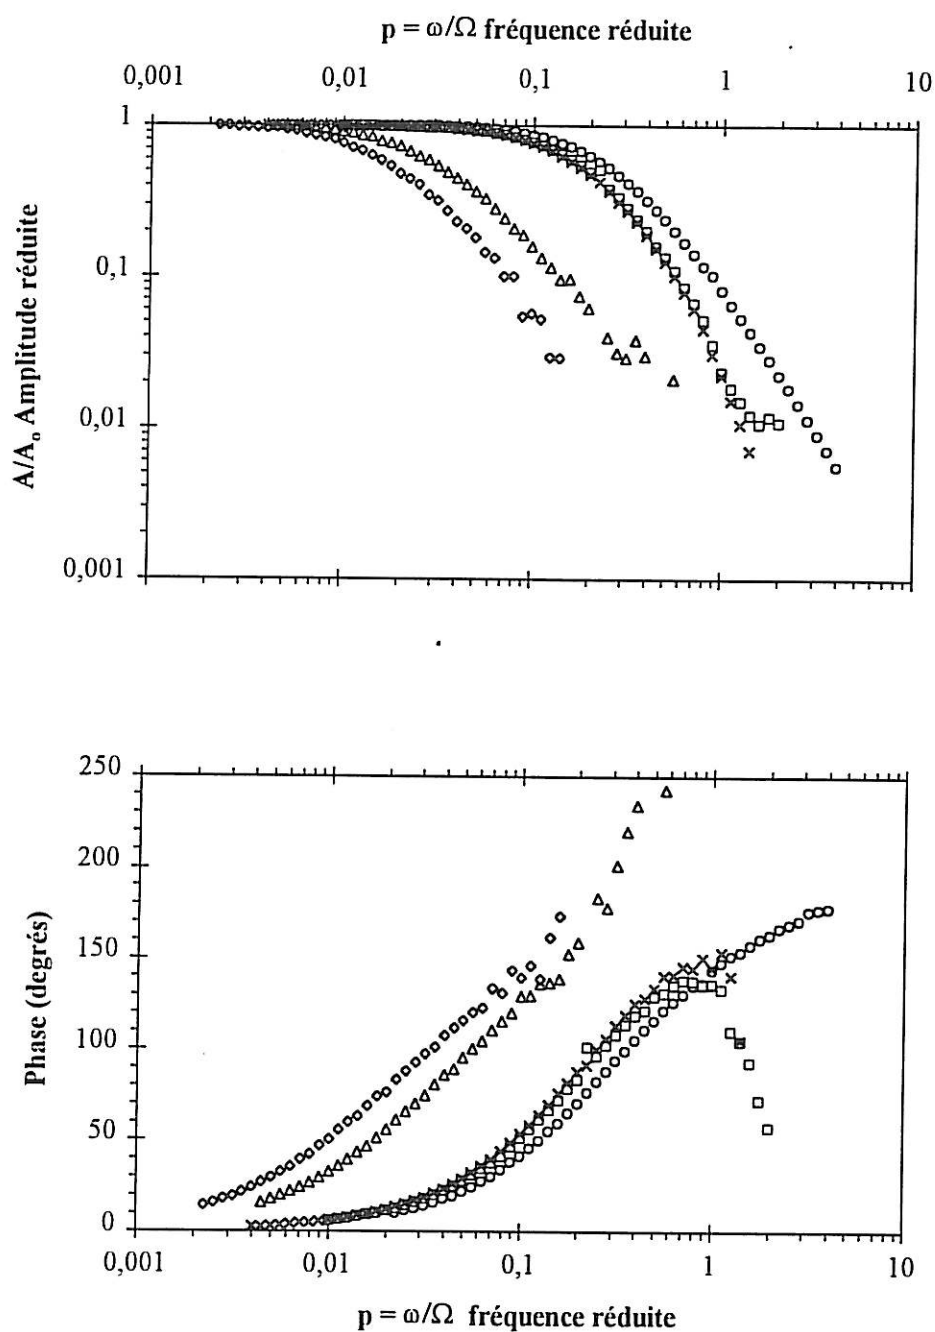 p = ω/Ω fréquence réduite
0,001 0,01 0,1 1 10
1
0,1
0,01
0,001
A/A₀ Amplitude réduite
250
200
150
100
50
0
Phase (degrés)
0,001 0,01 0,1 1 10
p = ω/Ω fréquence réduite